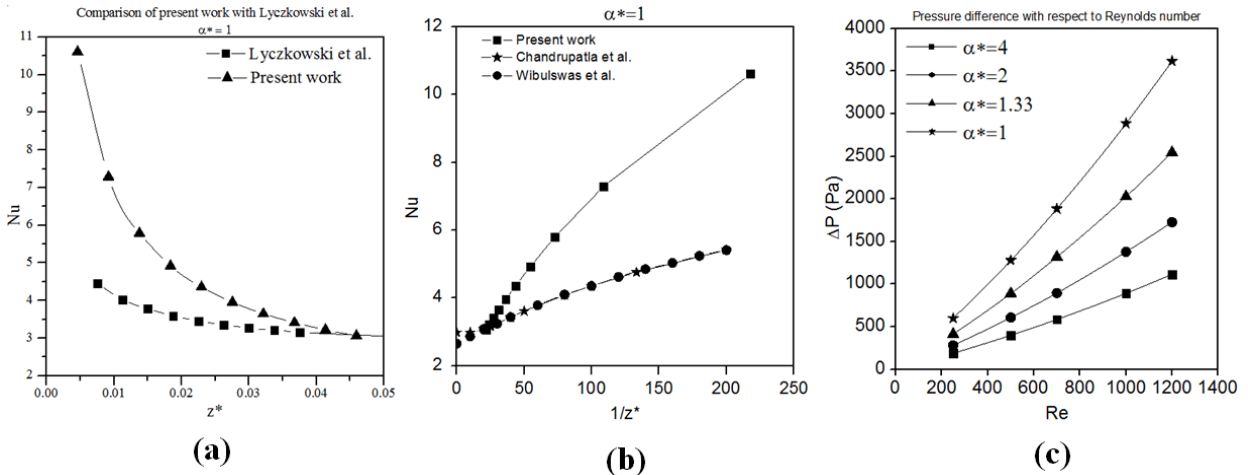 Comparison of present work with Lyczkowski et al.
α* = 1
11
10
9
8
7
6
5
4
3
2
Nu
Lyczkowski et al.
Present work
0.00
0.01
0.02
0.03
0.04
0.05
z*
(a)
α*=1
12
10
8
6
4
2
Nu
Present work
Chandrupatla et al.
Wibulswas et al.
0
50
100
150
200
250
1/z*
(b)
Pressure difference with respect to Reynolds number
4000
3500
3000
2500
2000
1500
1000
500
0
ΔP (Pa)
α*=4
α*=2
α*=1.33
α*=1
0
200
400
600
800
1000
1200
1400
Re
(c)